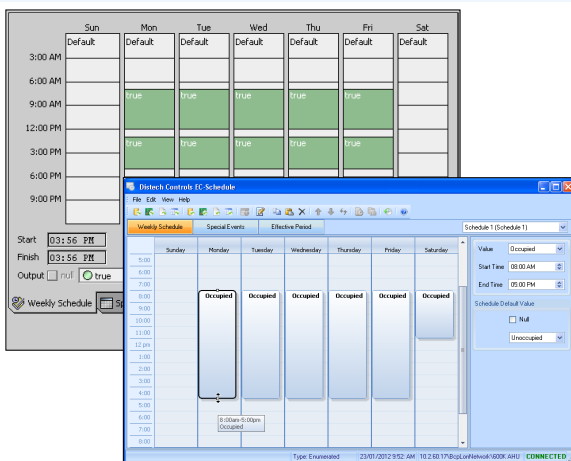 Sun Mon Tue Wed Thu Fri Sat
Default Default Default Default Default Default Default
3:00 AM
6:00 AM
true true true true true
9:00 AM
12:00 PM
true true true true true
3:00 PM
6:00 PM
9:00 PM
Start 03:56 PM
Finish 03:56 PM
Output null true
Weekly Schedule
Distech Controls EC-Schedule
File Edit View Help
Weekly Schedule Special Events Effective Period Schedule 1 (Schedule 1)
Sunday Monday Tuesday Wednesday Thursday Friday Saturday
Value Occupied
Start Time 08:00 AM
End Time 05:00 PM
Schedule Default Value
Null
Unoccupied
5:00
6:00
7:00
8:00 Occupied Occupied Occupied Occupied Occupied Occupied
9:00
10:00
11:00
12 pm
1:00
2:00
3:00
4:00
5:00
6:00
7:00
8:00
8:00am-5:00pm
Occupied
Type: Enumerated 23/01/2012 9:52 AM 10.2.60.17\BcpLonNetwork\600K AHU CONNECTED